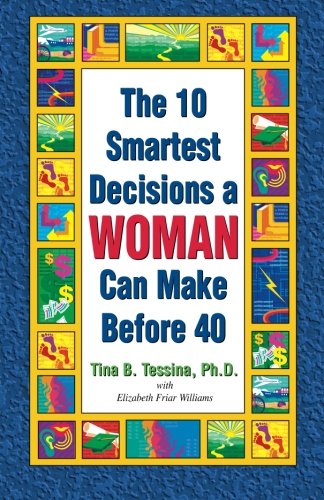 The 10
Smartest
Decisions a
WOMAN
Can Make
Before 40
Tina B. Tessina, Ph.D.
with
Elizabeth Friar Williams